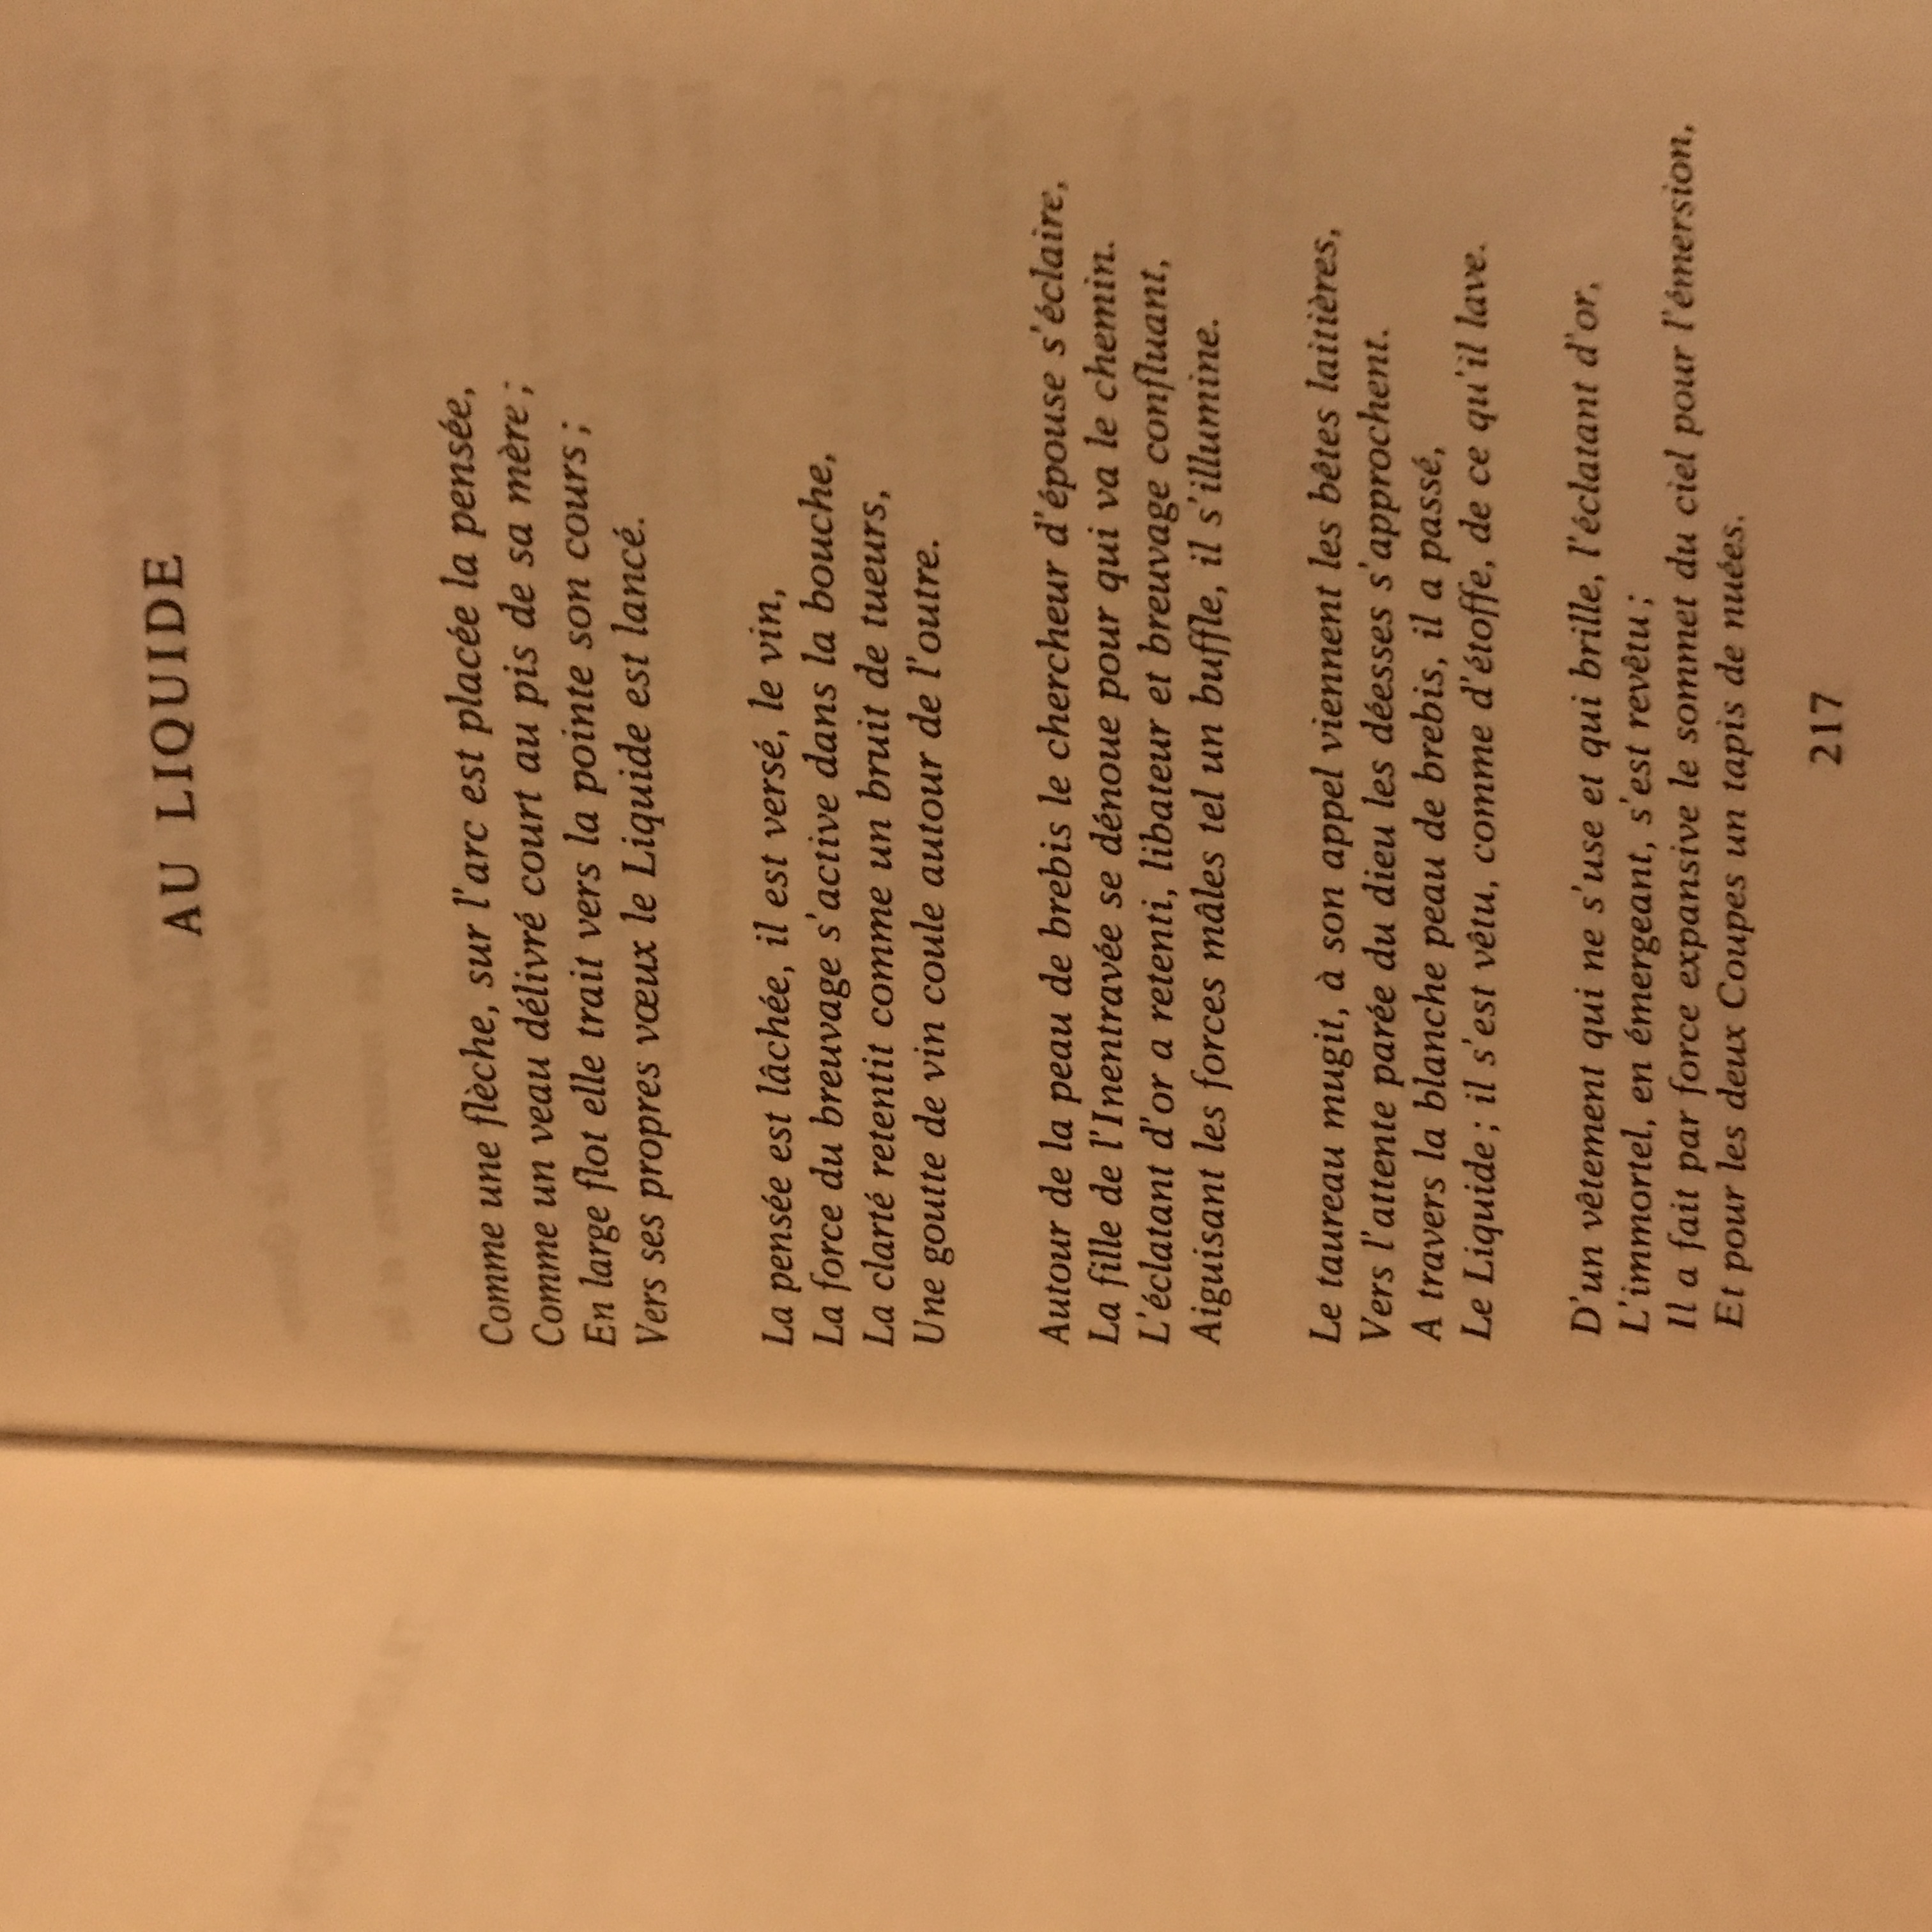 AU LIQUIDE
Comme une flèche, sur l'arc est placée la pensée,
Comme un veau délivré court au pis de sa mère ;
En large flot elle trait vers la pointe son cours ;
Vers ses propres vœux le Liquide est lancé.
La pensée est lâchée, il est versé, le vin,
La force du breuvage s'active dans la bouche,
La clarté retentit comme un bruit de tueurs,
Une goutte de vin coule autour de l'outre.
Autour de la peau de brebis le chercheur d'épouse s'éclaire,
La fille de l'Inentravée se dénoue pour qui va le chemin.
L'éclatant d'or a retenti, libateur et breuvage confluant,
Aiguisant les forces mâles tel un buffle, il s'illumine.
Le taureau mugit, à son appel viennent les bêtes laitières,
Vers l'attente parée du dieu les déesses s'approchent.
A travers la blanche peau de brebis, il a passé,
Le Liquide ; il s'est vêtu, comme d'étoffe, de ce qu'il lave.
D'un vêtement qui ne s'use et qui brille, l'éclatant d'or,
L'immortel, en émergeant, s'est revêtu ;
Il a fait par force expansive le sommet du ciel pour l'émersion,
Et pour les deux Coupes un tapis de nuées.
217